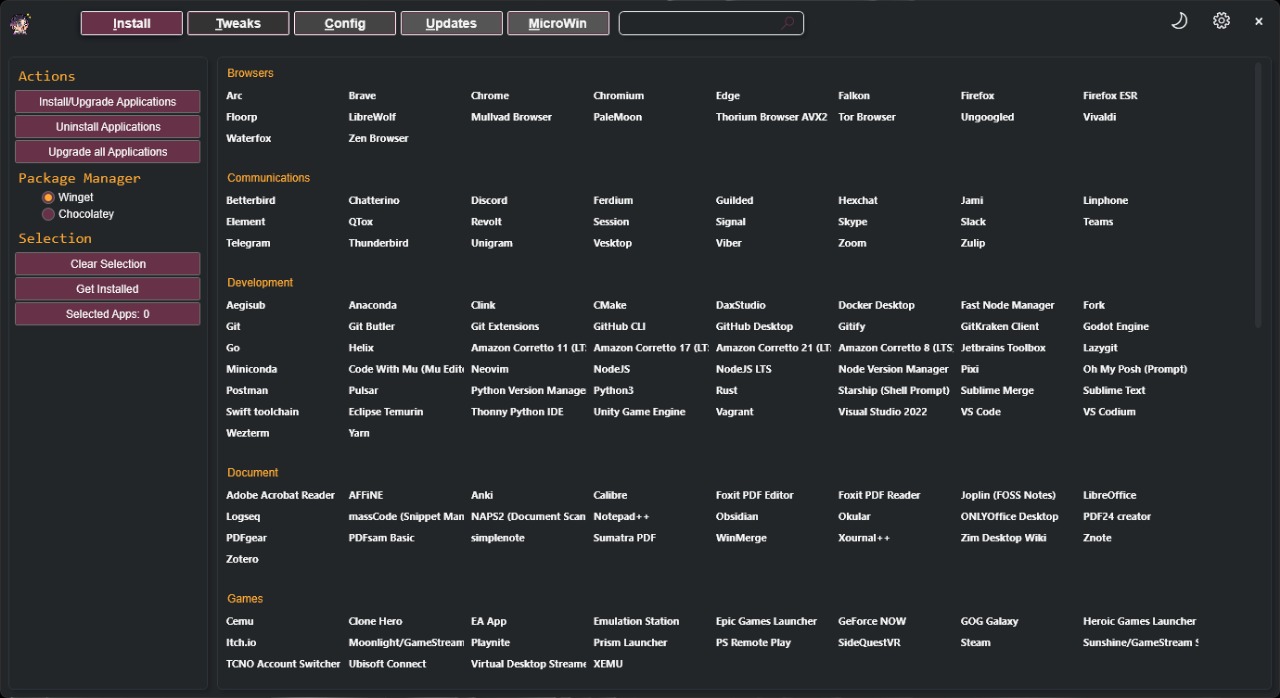 Install Tweaks Config Updates MicroWin
Actions
Install/Upgrade Applications
Uninstall Applications
Upgrade all Applications
Package Manager
Winget
Chocolatey
Selection
Clear Selection
Get Installed
Selected Apps: 0
Browsers
Arc Brave Chrome Chromium Edge Falkon Firefox Firefox ESR
Floorp LibreWolf Mullvad Browser PaleMoon Thorium Browser AVX2 Tor Browser Ungoogled Vivaldi
Waterfox Zen Browser
Communications
Betterbird Chatterino Discord Ferdium Guilded Hexchat Jami Linphone
Element QTox Revolt Session Signal Skype Slack Teams
Telegram Thunderbird Unigram Vesktop Viber Zoom Zulip
Development
Aegisub Anaconda Clink CMake DaxStudio Docker Desktop Fast Node Manager Fork
Git Git Butler Git Extensions GitHub CLI GitHub Desktop Gitify GitKraken Client Godot Engine
Go Helix Amazon Corretto 11 (LT Amazon Corretto 17 (LT Amazon Corretto 21 (LT Amazon Corretto 8 (LTS) Jetbrains Toolbox Lazygit
Miniconda Code With Mu (Mu Edit Neovim NodeJS NodeJS LTS Node Version Manager Pixi Oh My Posh (Prompt)
Postman Pulsar Python Version Manage Python3 Rust Starship (Shell Prompt) Sublime Merge Sublime Text
Swift toolchain Eclipse Temurin Thonny Python IDE Unity Game Engine Vagrant Visual Studio 2022 VS Code VS Codium
Wezterm Yarn
Document
Adobe Acrobat Reader AFFiNE Anki Calibre Foxit PDF Editor Foxit PDF Reader Joplin (FOSS Notes) LibreOffice
Logseq massCode (Snippet Man NAPS2 (Document Scan Notepad++ Obsidian Okular ONLYOffice Desktop PDF24 creator
PDFgear PDFsam Basic simplenote Sumatra PDF WinMerge Xournal++ Zim Desktop Wiki Znote
Zotero
Games
Cemu Clone Hero EA App Emulation Station Epic Games Launcher GeForce NOW GOG Galaxy Heroic Games Launcher
Itch.io Moonlight/GameStream Playnite Prism Launcher PS Remote Play SideQuestVR Steam Sunshine/GameStream S
TCNO Account Switcher Ubisoft Connect Virtual Desktop Streame XEMU